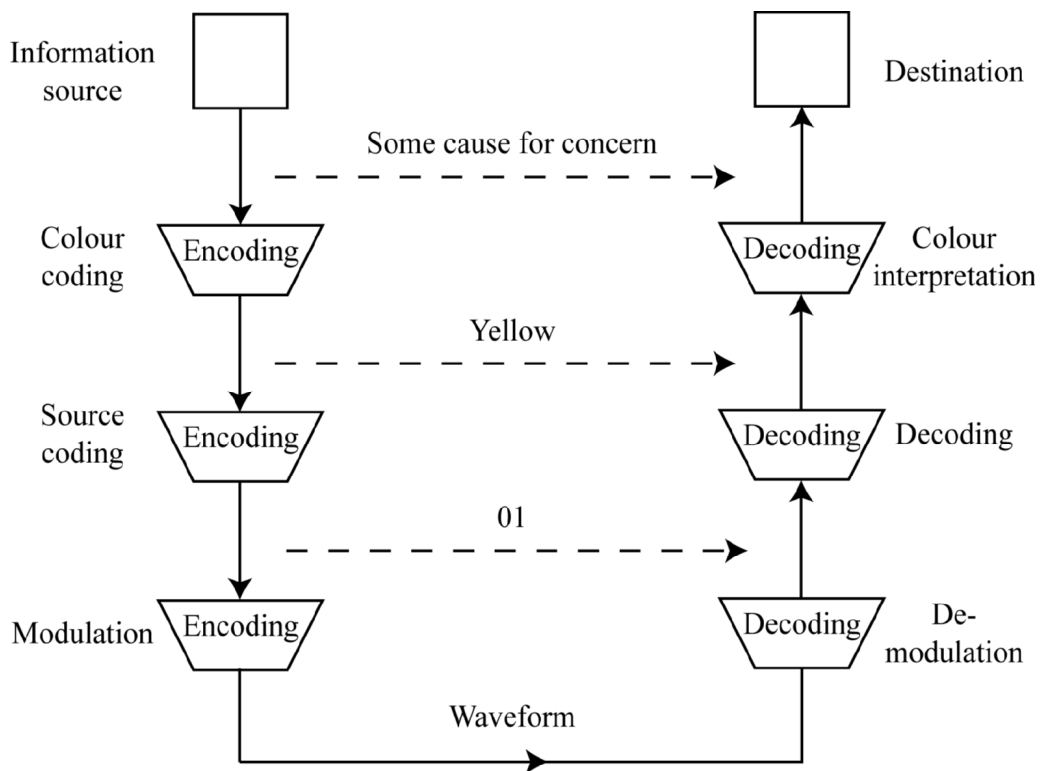 Information
source
Destination
Some cause for concern
Colour
coding
Encoding
Decoding
Colour
interpretation
Yellow
Source
coding
Encoding
Decoding
Decoding
01
Modulation
Encoding
Decoding
De-
modulation
Waveform